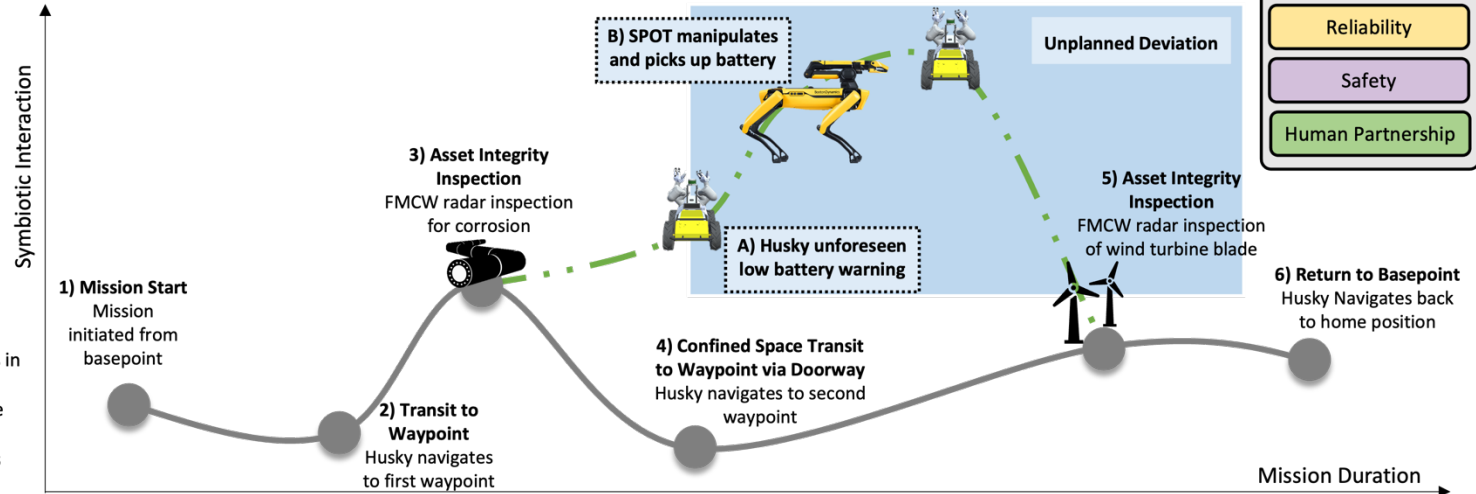 Symbiotic Interaction
1) Mission Start
Mission
initiated from
basepoint
2) Transit to
Waypoint
Husky navigates
to first waypoint
3) Asset Integrity
Inspection
FMCW radar inspection
for corrosion
A) Husky unforeseen
low battery warning
B) SPOT manipulates
and picks up battery
Unplanned Deviation
4) Confined Space Transit
to Waypoint via Doorway
Husky navigates to second
waypoint
5) Asset Integrity
Inspection
FMCW radar inspection
of wind turbine blade
6) Return to Basepoint
Husky Navigates back
to home position
Mission Duration
Reliability
Safety
Human Partnership
in